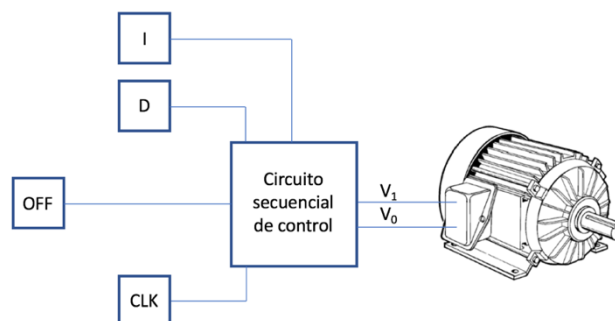 I
D
OFF
Circuito
secuencial
de control
V₁
V₀
CLK